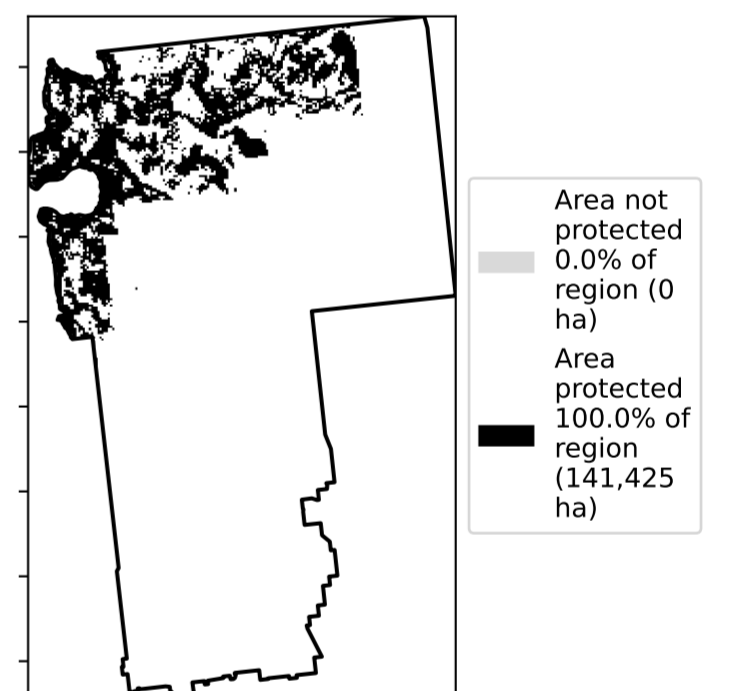 Area not
protected
0.0% of
region (0
ha)
Area
protected
100.0% of
region
(141,425
ha)